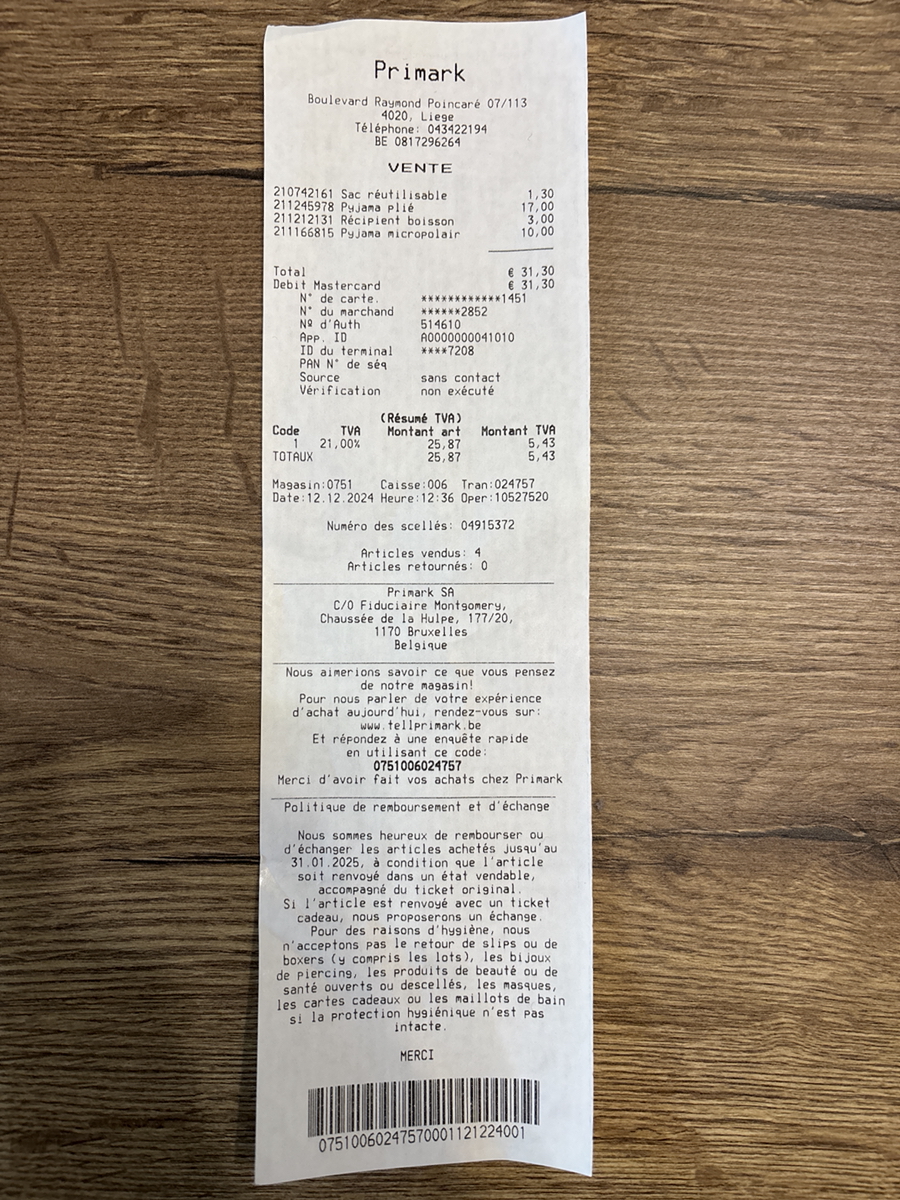 Primark
Boulevard Raymond Poincaré 07/113
4020, Liege
Téléphone: 043422194
BE 0817296264
VENTE
210742161 Sac réutilisable 1,30
211245978 Pyjama plié 17,00
211212131 Récipient boisson 3,00
211166815 Pyjama micropolair 10,00
Total € 31,30
Debit Mastercard € 31,30
N° de carte. ************1451
N° du marchand ******2852
Nº d'Auth 514610
App. ID A0000000041010
ID du terminal ****7208
PAN N° de séq
Source sans contact
Vérification non exécuté
(Résumé TVA)
Code TVA Montant art Montant TVA
1 21,00% 25,87 5,43
TOTAUX 25,87 5,43
Magasin:0751 Caisse:006 Tran:024757
Date:12.12.2024 Heure:12:36 Oper:10527520
Numéro des scellés: 04915372
Articles vendus: 4
Articles retournés: 0
Primark SA
C/O Fiduciaire Montgomery,
Chaussée de la Hulpe, 177/20,
1170 Bruxelles
Belgique
Nous aimerions savoir ce que vous pensez
de notre magasin!
Pour nous parler de votre expérience
d'achat aujourd'hui, rendez-vous sur:
www.tellprimark.be
Et répondez à une enquête rapide
en utilisant ce code:
0751006024757
Merci d'avoir fait vos achats chez Primark
Politique de remboursement et d'échange
Nous sommes heureux de rembourser ou
d'échanger les articles achetés jusqu'au
31.01.2025, à condition que l'article
soit renvoyé dans un état vendable,
accompagné du ticket original.
Si l'article est renvoyé avec un ticket
cadeau, nous proposerons un échange.
Pour des raisons d'hygiène, nous
n'acceptons pas le retour de slips ou de
boxers (y compris les lots), les bijoux
de piercing, les produits de beauté ou de
santé ouverts ou descellés, les masques,
les cartes cadeaux ou les maillots de bain
si la protection hygiénique n'est pas
intacte.
MERCI
07510060247570001121224001